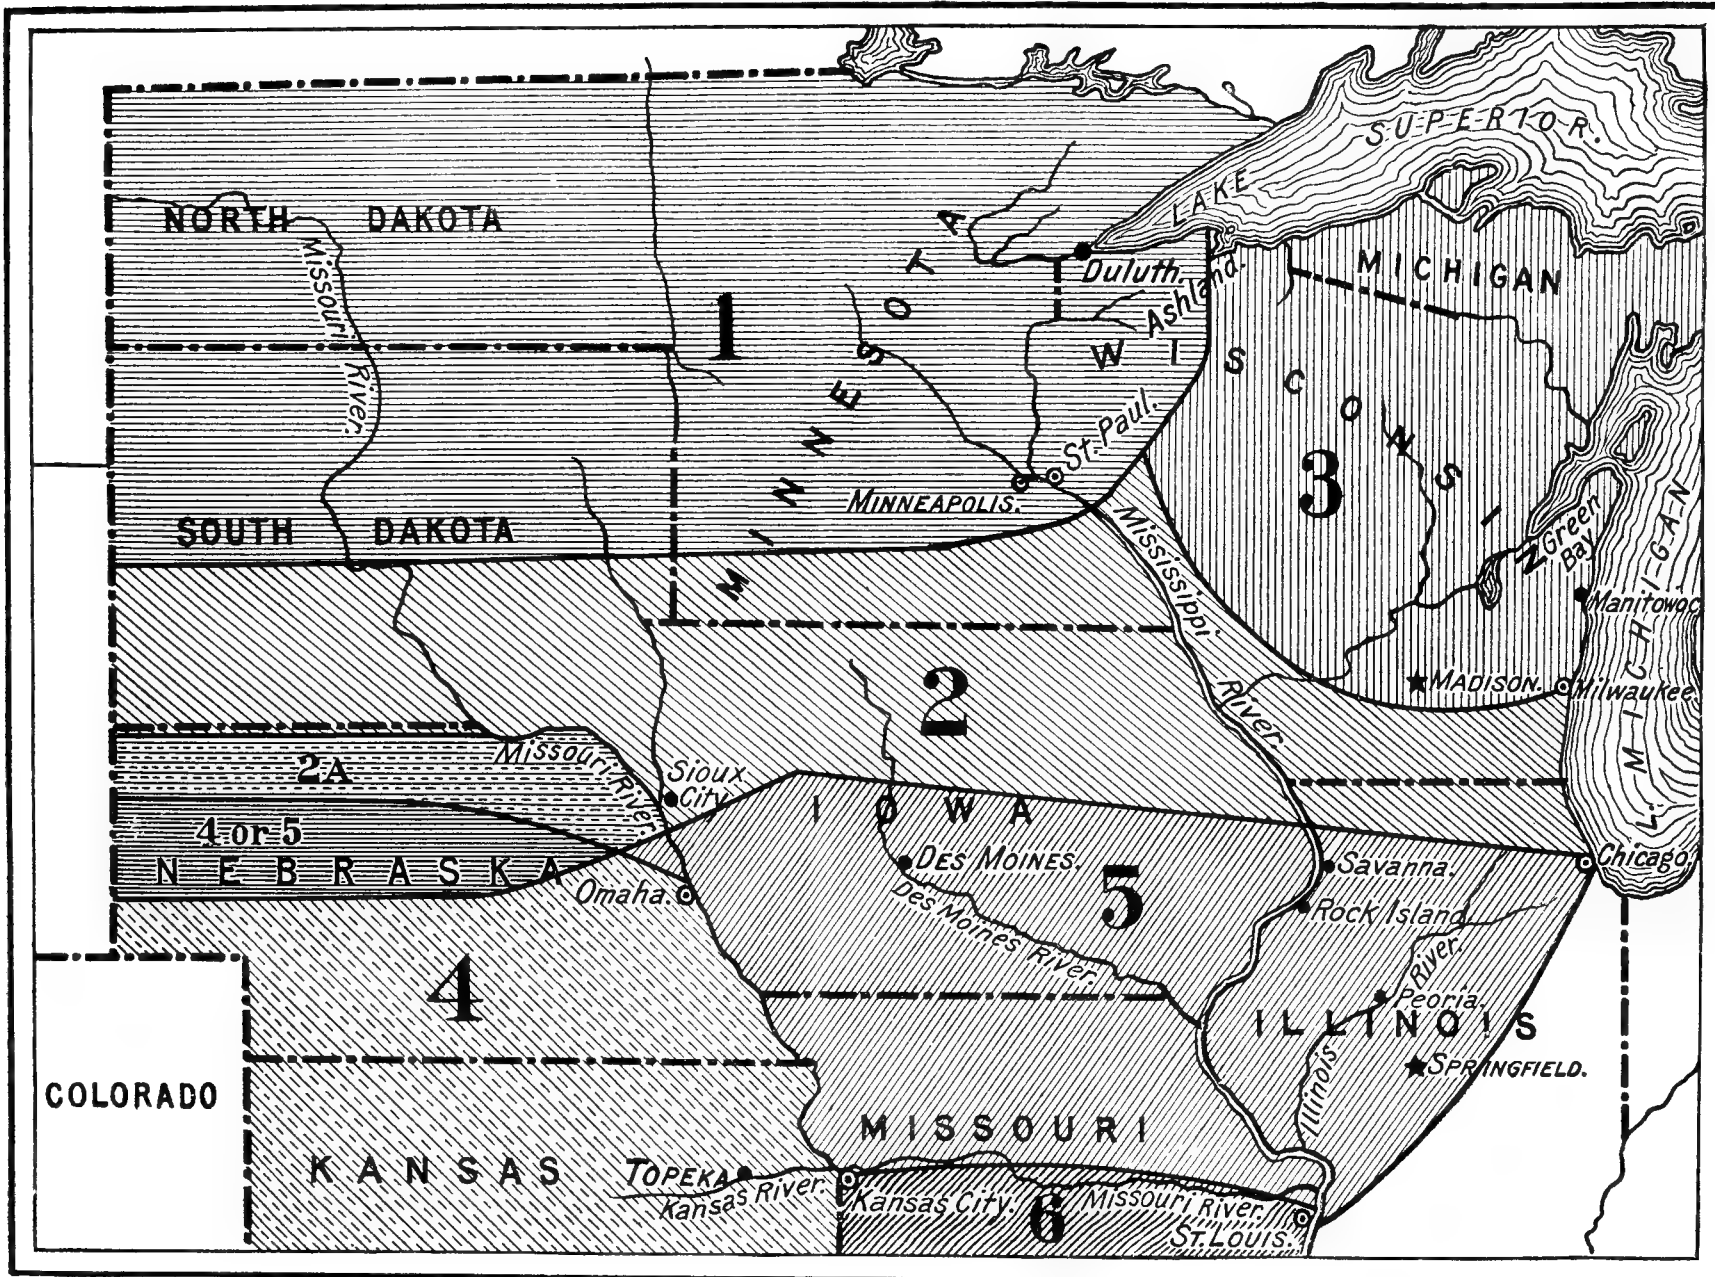 LAKE SUPERIOR.
NORTH DAKOTA
Missouri River.
MINNESOTA
Duluth.
Ashland.
MICHIGAN
1
WISCONSIN
St. Paul.
MINNEAPOLIS.
3
SOUTH DAKOTA
Mississippi River.
Green
Bay
Manitowoc
L. MICHIGAN
2
MADISON.
Milwaukee.
Missouri River.
2A
Sioux
City
IOWA
4 or 5
NEBRASKA
DES MOINES.
Des Moines River.
5
Savanna.
Chicago
Omaha.
Rock Island
4
River.
Peoria.
ILLINOIS
SPRINGFIELD.
Illinois
COLORADO
MISSOURI
KANSAS
TOPEKA
Kansas River.
Kansas City.
6
Missouri River.
ST. LOUIS.